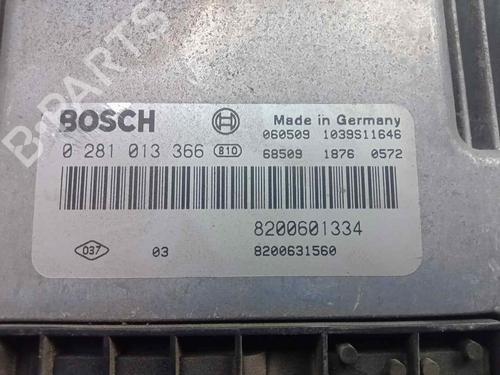 B-PARTS
BOSCH
Made in Germany
060509 1039S11646
0 281 013 366 810
68509 1876 0572
8200601334
037 03 8200631560